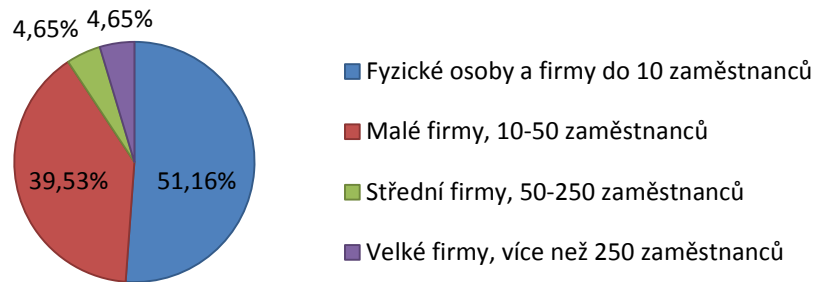 4,65%
4,65%
Fyzické osoby a firmy do 10 zaměstnanců
Malé firmy, 10-50 zaměstnanců
39,53%
51,16%
Střední firmy, 50-250 zaměstnanců
Velké firmy, více než 250 zaměstnanců